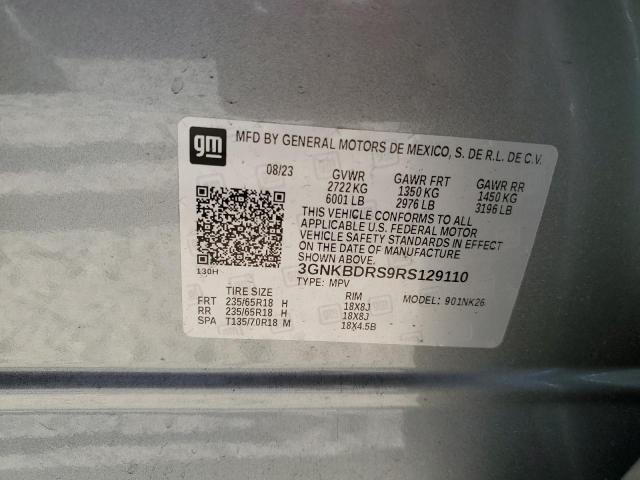 gm
MFD BY GENERAL MOTORS DE MEXICO, S. DE R.L. DE C.V.
08/23 GVWR GAWR FRT GAWR RR
2722 KG 1350 KG 1450 KG
6001 LB 2976 LB 3196 LB
THIS VEHICLE CONFORMS TO ALL
APPLICABLE U.S. FEDERAL MOTOR
VEHICLE SAFETY STANDARDS IN EFFECT
ON THE DATE OF MANUFACTURE
SHOWN ABOVE.
130H 3GNKBDRS9RS129110
TYPE: MPV MODEL: 901NK26
TIRE SIZE RIM
FRT 235/65R18 H 18X8J
RR 235/65R18 H 18X8J
SPA T135/70R18 M 18X4.5B